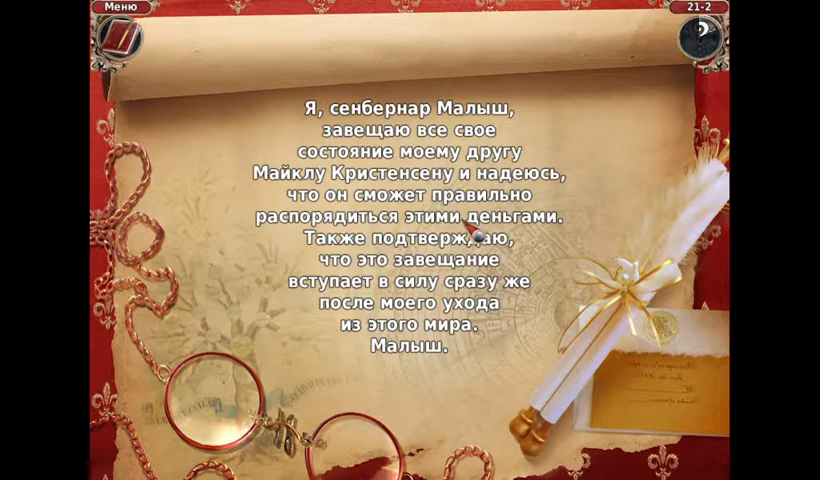 Меню
21-2
Я, сенбернар Малыш,
завещаю все свое
состояние моему другу
Майклу Кристенсену и надеюсь,
что он сможет правильно
распорядиться этими деньгами.
Также подтверждаю,
что это завещание
вступает в силу сразу же
после моего ухода
из этого мира.
Малыш.